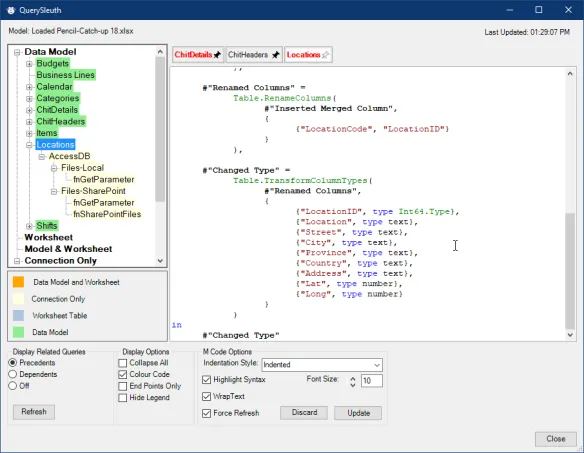 QuerySleuth
Model: Loaded Pencil-Catch-up 18.xlsx
Last Updated: 01:29:07 PM
Data Model
Budgets
Business Lines
Calendar
Categories
ChitDetails
ChitHeaders
Items
Locations
AccessDB
Files-Local
fnGetParameter
Files-SharePoint
fnGetParameter
fnSharePointFiles
Shifts
Worksheet
Model & Worksheet
Connection Only
Data Model and Worksheet
Connection Only
Worksheet Table
Data Model
ChitDetails
ChitHeaders
Locations
},
#"Renamed Columns" =
Table.RenameColumns(
#"Inserted Merged Column",
{
{"LocationCode", "LocationID"}
}
),
#"Changed Type" =
Table.TransformColumnTypes(
#"Renamed Columns",
{
{"LocationID", type Int64.Type},
{"Location", type text},
{"Street", type text},
{"City", type text},
{"Province", type text},
{"Country", type text},
{"Address", type text},
{"Lat", type number},
{"Long", type number}
}
)
in
#"Changed Type"
Display Related Queries
Precedents
Dependents
Off
Refresh
Display Options
Collapse All
Colour Code
End Points Only
Hide Legend
M Code Options
Indentation Style: Indented
Highlight Syntax
Font Size: 10
WrapText
Force Refresh
Discard
Update
Close